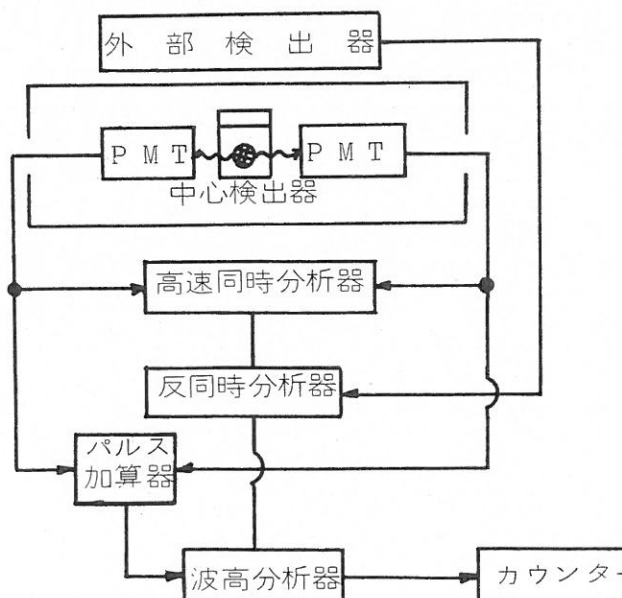 外部検出器
PMT
PMT
中心検出器
高速同時分析器
反同時分析器
パルス
加算器
波高分析器
カウンター